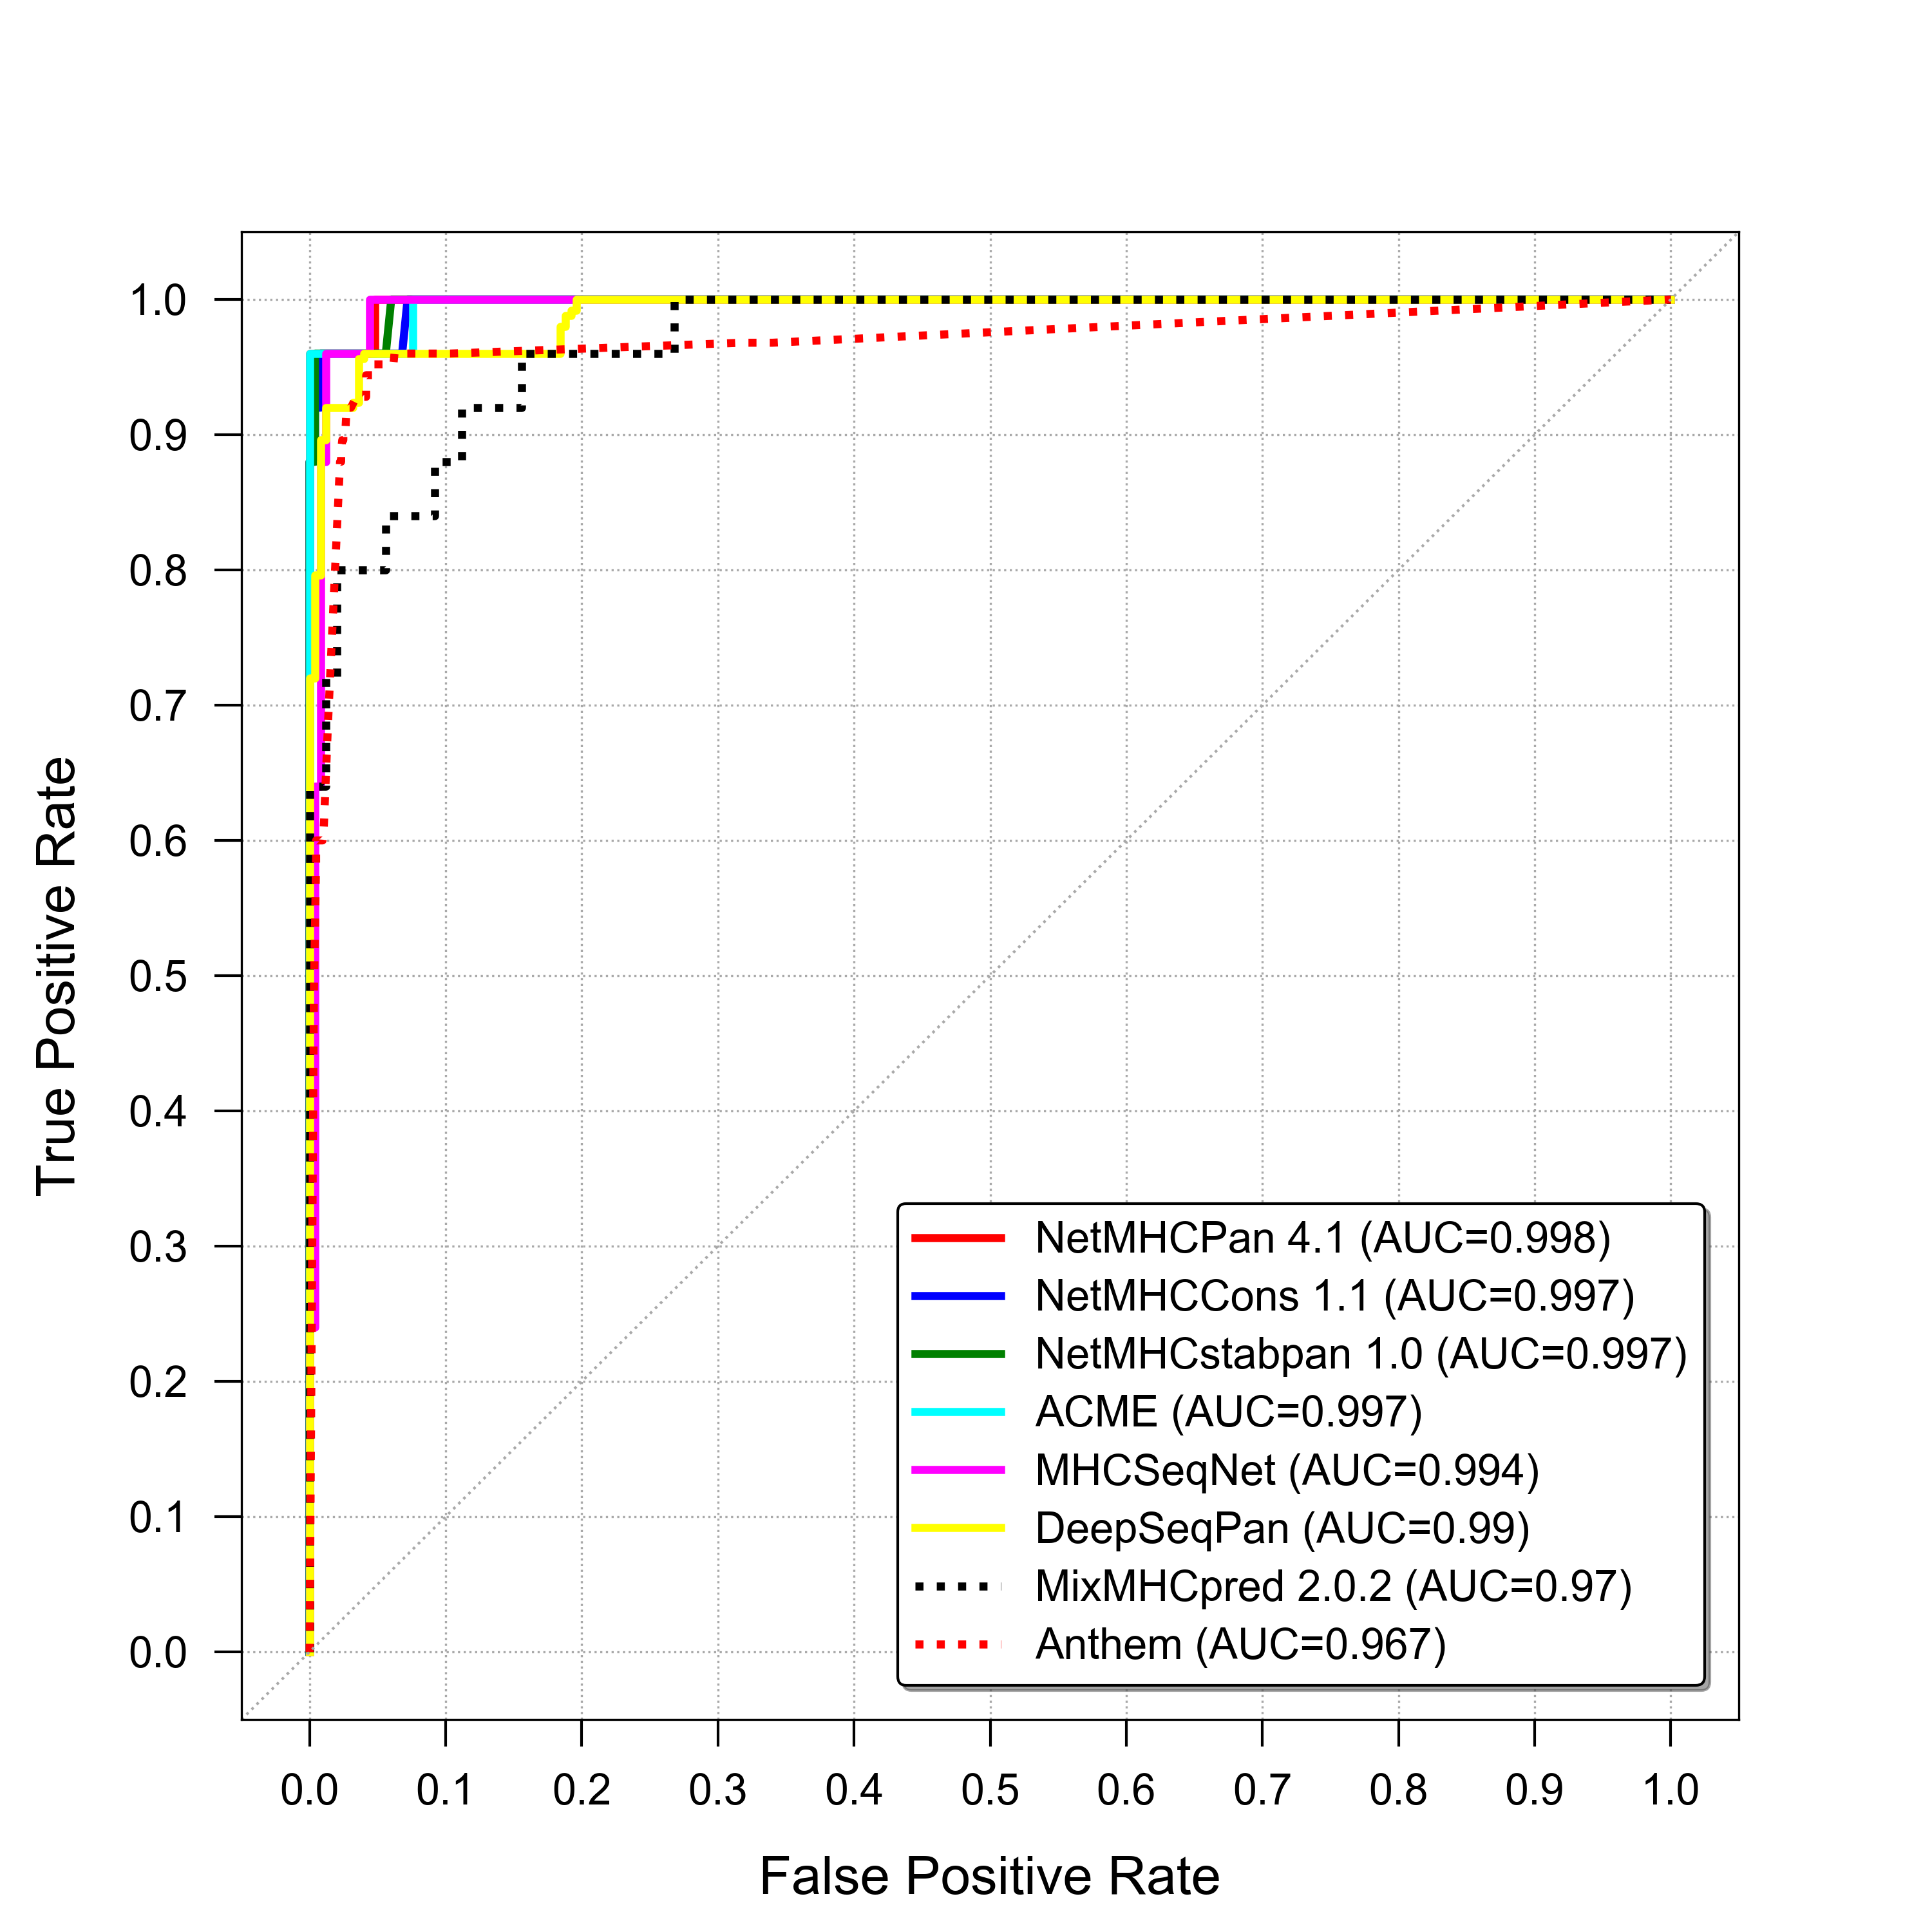 1.0
0.9
0.8
0.7
0.6
0.5
0.4
0.3
0.2
0.1
0.0
True Positive Rate
NetMHCPan 4.1 (AUC=0.998)
NetMHCCons 1.1 (AUC=0.997)
NetMHCstabpan 1.0 (AUC=0.997)
ACME (AUC=0.997)
MHCSeqNet (AUC=0.994)
DeepSeqPan (AUC=0.99)
MixMHCpred 2.0.2 (AUC=0.97)
Anthem (AUC=0.967)
0.0 0.1 0.2 0.3 0.4 0.5 0.6 0.7 0.8 0.9 1.0
False Positive Rate